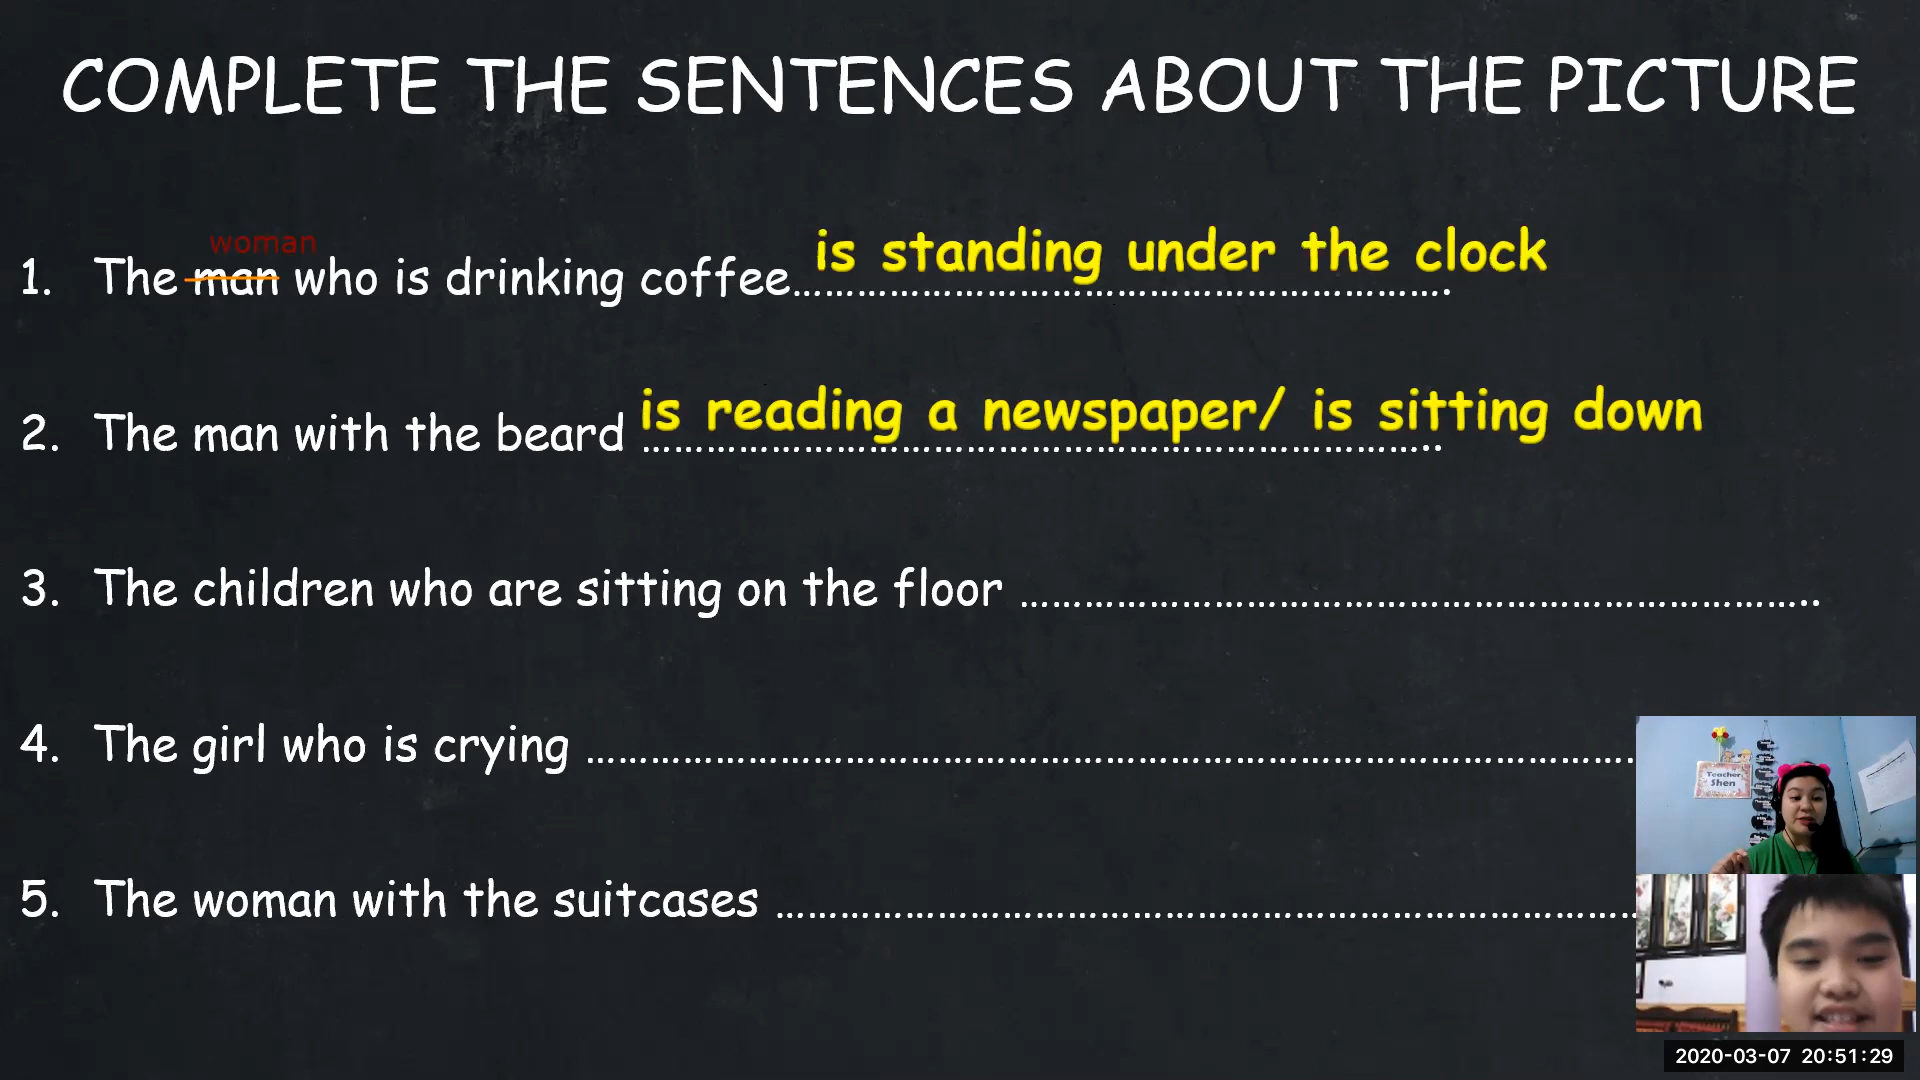 COMPLETE THE SENTENCES ABOUT THE PICTURE
woman
is standing under the clock
1. The man who is drinking coffee……………………………………………………….
is reading a newspaper/ is sitting down
2. The man with the beard …………………………………………………………………..
3. The children who are sitting on the floor …………………………………………………………………..
4. The girl who is crying ………………………………………………………………………………………
5. The woman with the suitcases ………………………………………………………………………
Teacher
Shen
2020-03-07 20:51:29